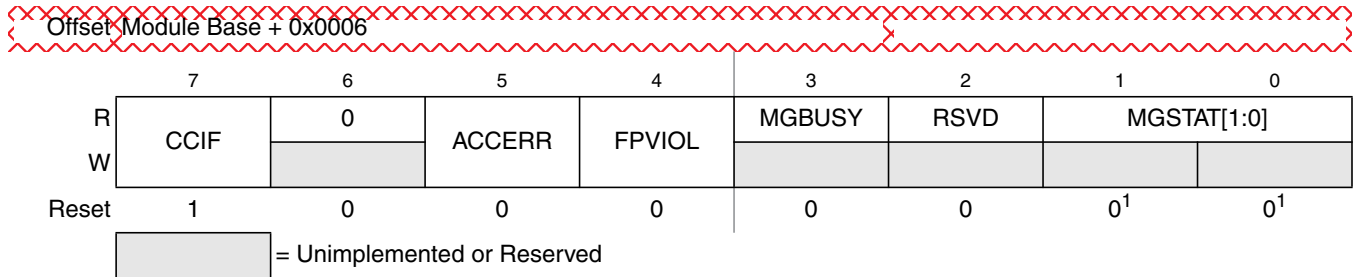 Offset Module Base + 0x0006
7 6 5 4 3 2 1 0
R CCIF 0 ACCERR FPVIOL MGBUSY RSVD MGSTAT[1:0]
W
Reset 1 0 0 0 0 0 0¹ 0¹
= Unimplemented or Reserved